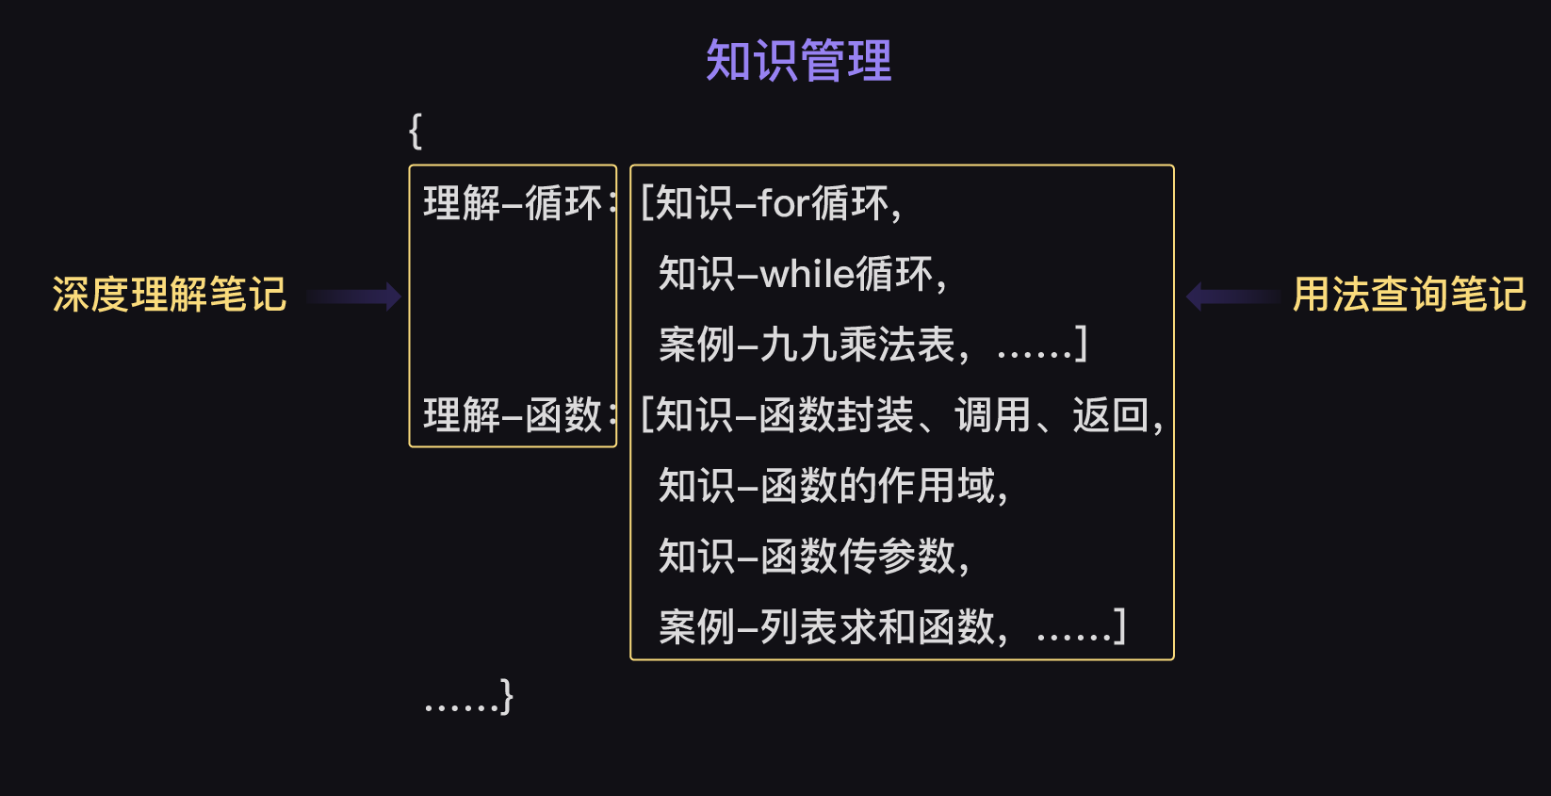 知识管理
{
理解-循环：[知识-for循环,
知识-while循环,
深度理解笔记
用法查询笔记
案例-九九乘法表，……]
理解-函数：[知识-函数封装、调用、返回,
知识-函数的作用域,
知识-函数传参数,
案例-列表求和函数，……]
……}